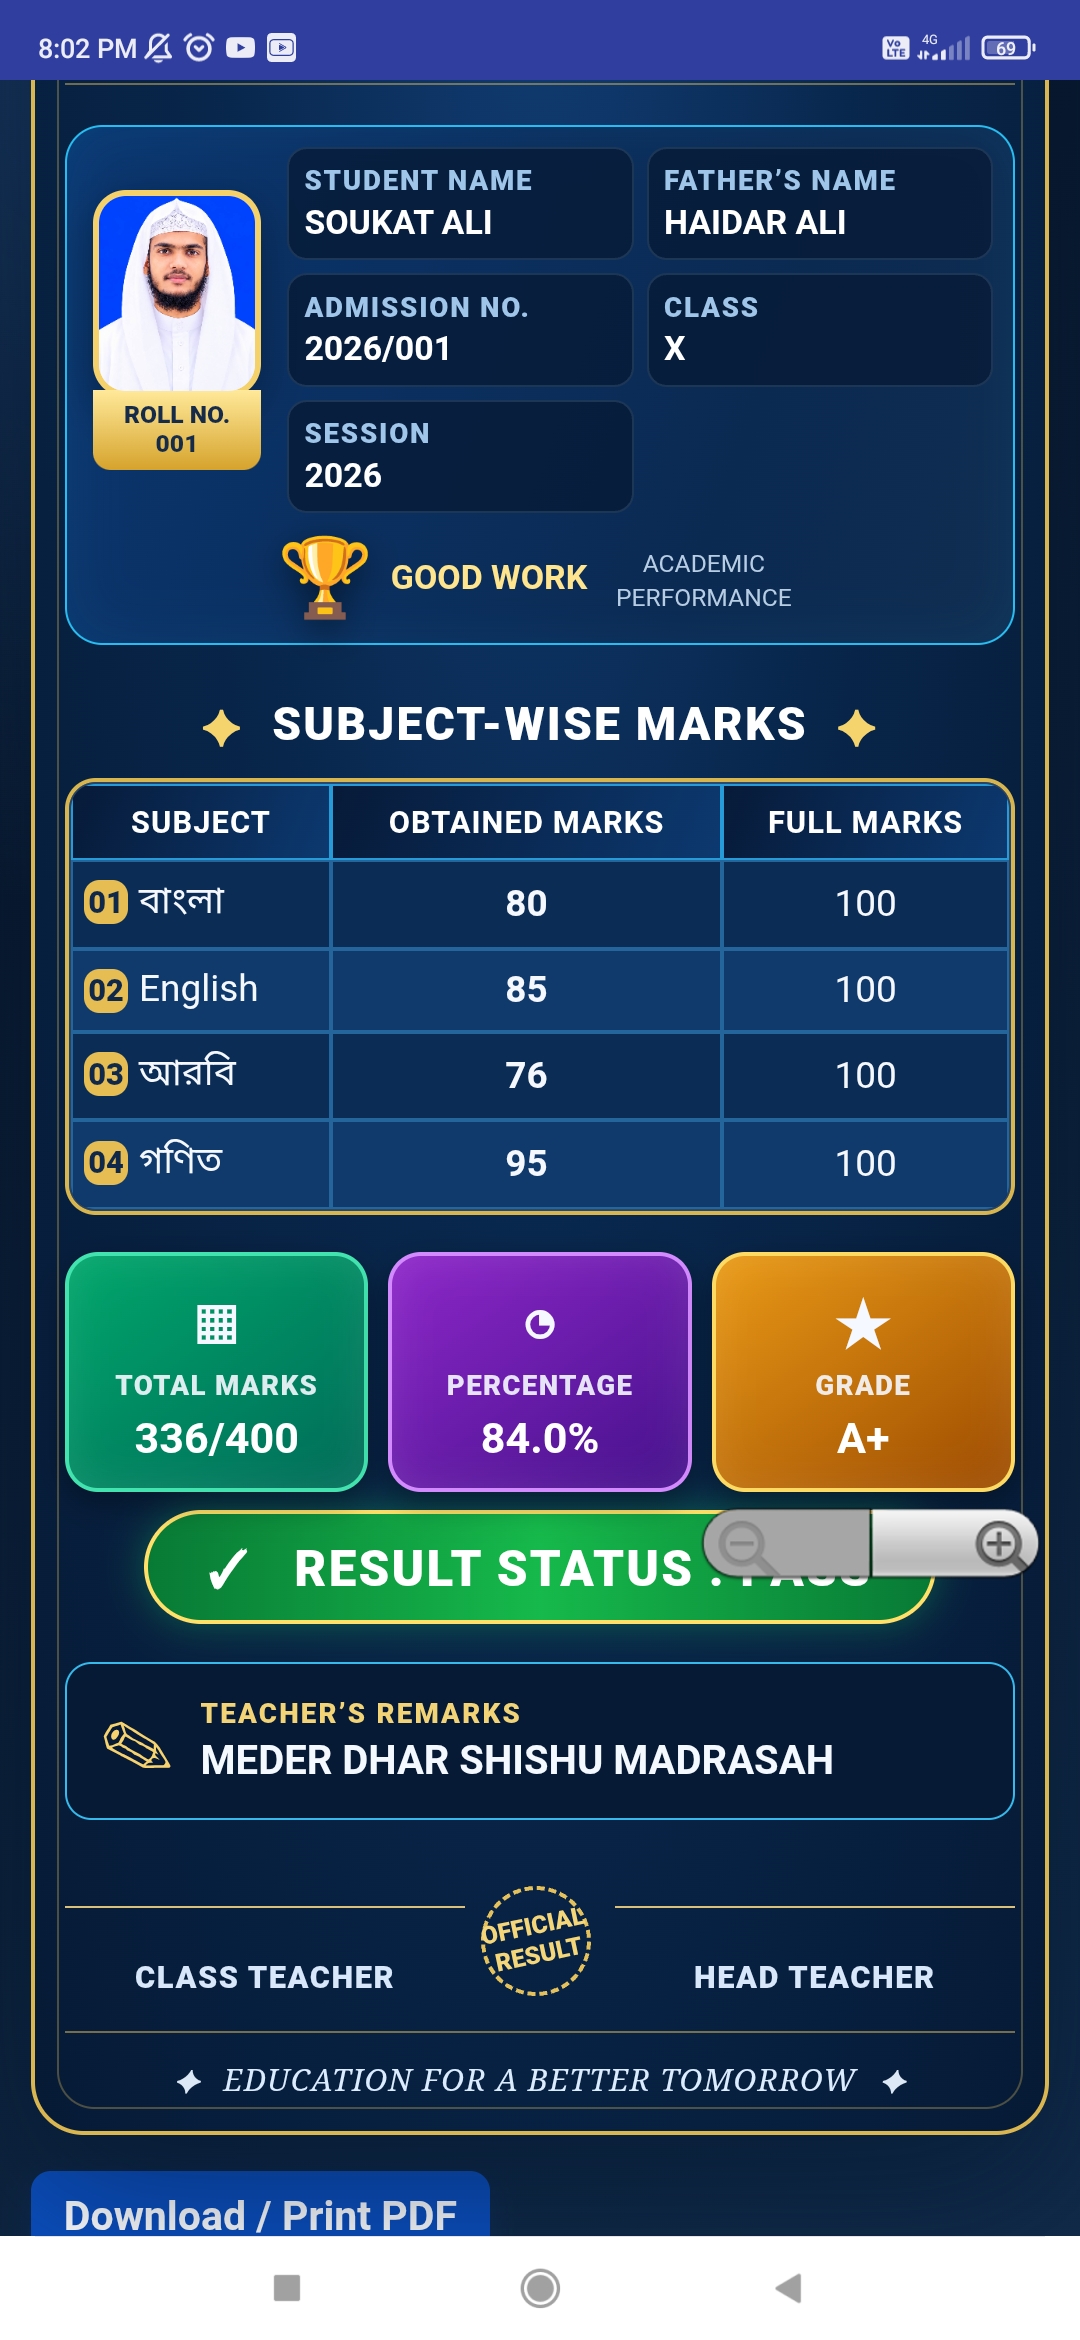 8:02 PM
4G
Vo
LTE
69
STUDENT NAME
SOUKAT ALI
FATHER’S NAME
HAIDAR ALI
ADMISSION NO.
2026/001
CLASS
X
ROLL NO.
001
SESSION
2026
GOOD WORK
ACADEMIC
PERFORMANCE
SUBJECT-WISE MARKS
SUBJECT OBTAINED MARKS FULL MARKS
01 বাংলা 80 100
02 English 85 100
03 আরবি 76 100
04 গণিত 95 100
TOTAL MARKS
336/400
PERCENTAGE
84.0%
GRADE
A+
✓ RESULT STATUS : PASS
TEACHER’S REMARKS
MEDER DHAR SHISHU MADRASAH
OFFICIAL
RESULT
CLASS TEACHER
HEAD TEACHER
EDUCATION FOR A BETTER TOMORROW
Download / Print PDF